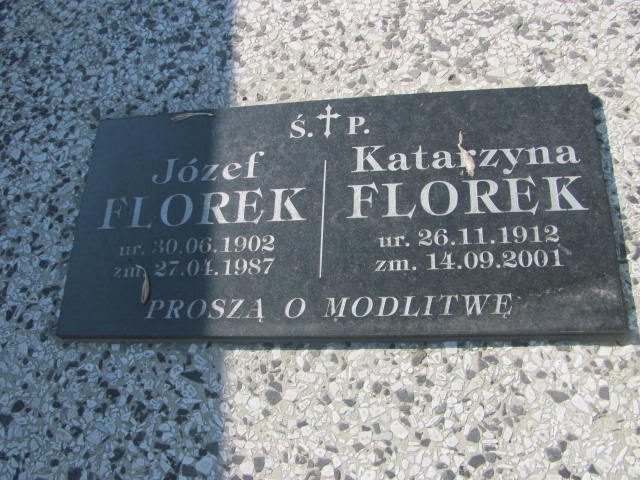 Ś. P.
Józef
FLOREK
ur. 30.06.1902
zm. 27.04.1987
Katarzyna
FLOREK
ur. 26.11.1912
zm. 14.09.2001
PROSZĄ O MODLITWĘ